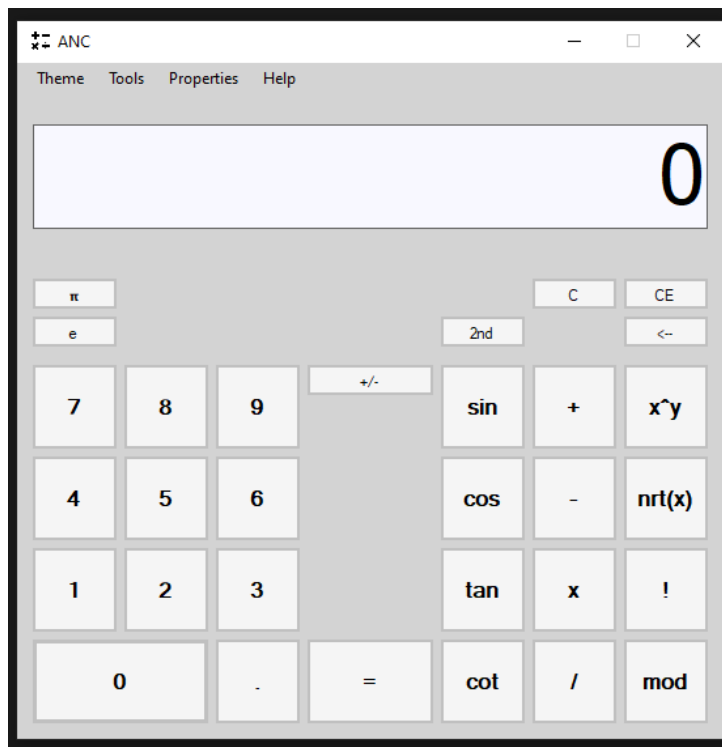 ANC
Theme Tools Properties Help
0
π C CE
e 2nd <--
7 8 9 +/- sin + x^y
4 5 6 cos - nrt(x)
1 2 3 tan x !
0 . = cot / mod